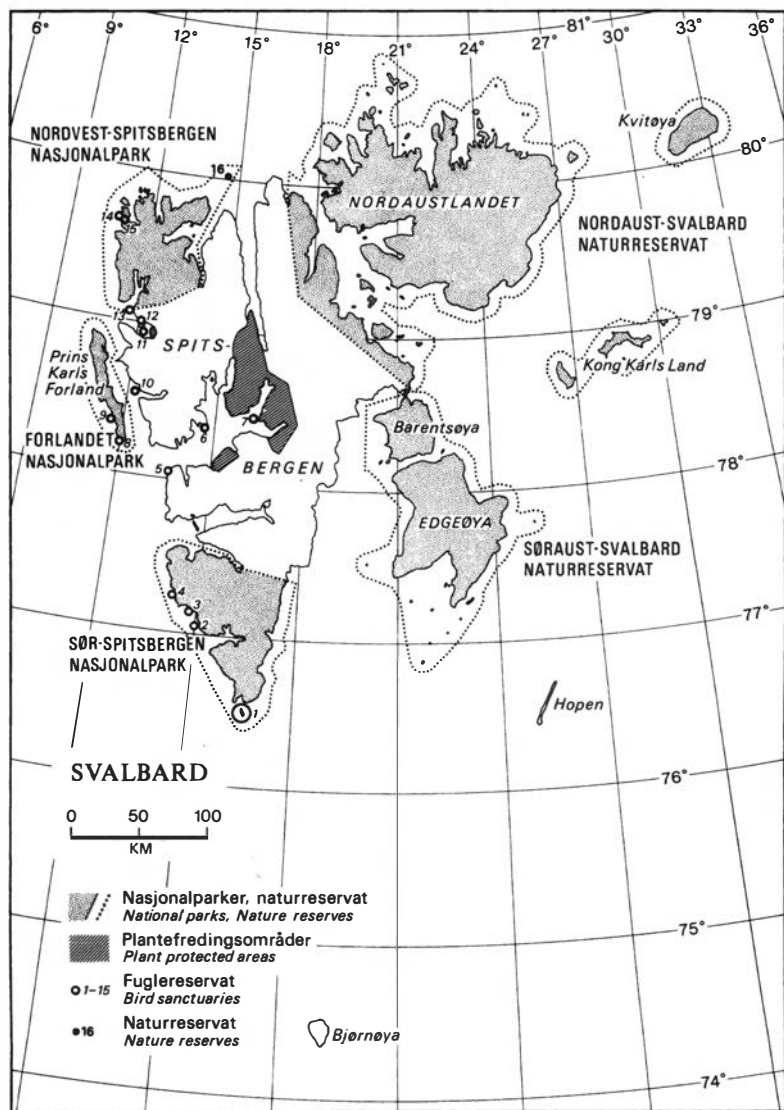 6° 9° 12° 15° 18° 21° 24° 27° 81° 30° 33° 36°
80°
79°
78°
77°
76°
75°
74°
NORDVEST-SPITSBERGEN
NASJONALPARK
16
14
15
13
12
11
10
9
8
7
6
5
4
3
2
1
Kvitøya
NORDAUSTLANDET
NORDAUST-SVALBARD
NATURRESERVAT
SPITS-
BERGEN
Prins
Karls
Forland
FORLANDET
NASJONALPARK
Kong Karls Land
Barentsøya
EDGEØYA
SØRAUST-SVALBARD
NATURRESERVAT
SØR-SPITSBERGEN
NASJONALPARK
Hopen
SVALBARD
0 50 100
KM
Nasjonalparker, naturreservat
National parks, Nature reserves
Plantefredingsområder
Plant protected areas
1–15 Fuglereservat
Bird sanctuaries
16 Naturreservat
Nature reserves
Bjørnøya